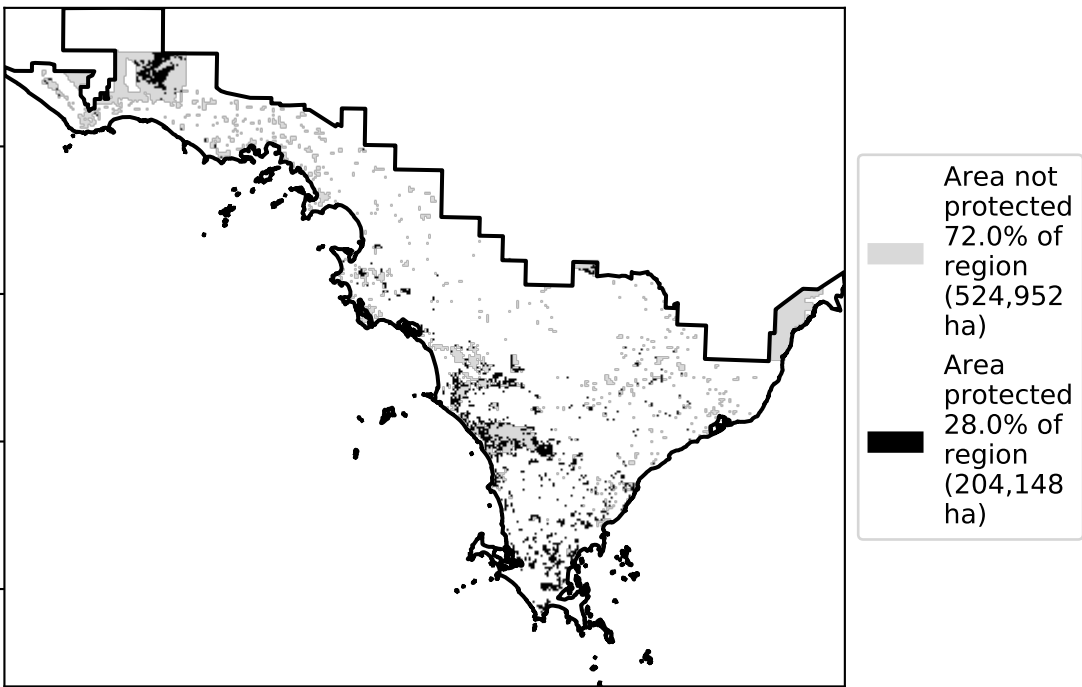 Area not
protected
72.0% of
region
(524,952
ha)
Area
protected
28.0% of
region
(204,148
ha)